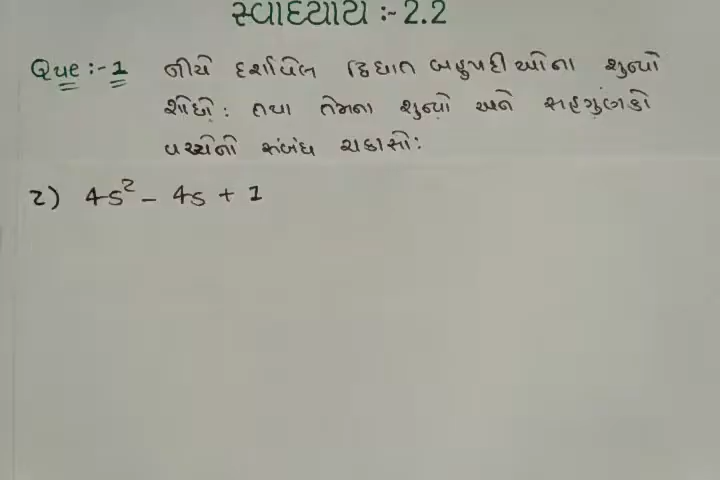 સ્વાધ્યાય :- 2.2
Que :- 1 નીચે દર્શાવેલ દ્વિઘાત બહુપદીઓના શુન્યો
શોધો : તથા તેમના શુન્યો અને સહગુણકો
વચ્ચેનો સંબંધ ચકાસો :
2) 4s² - 4s + 1